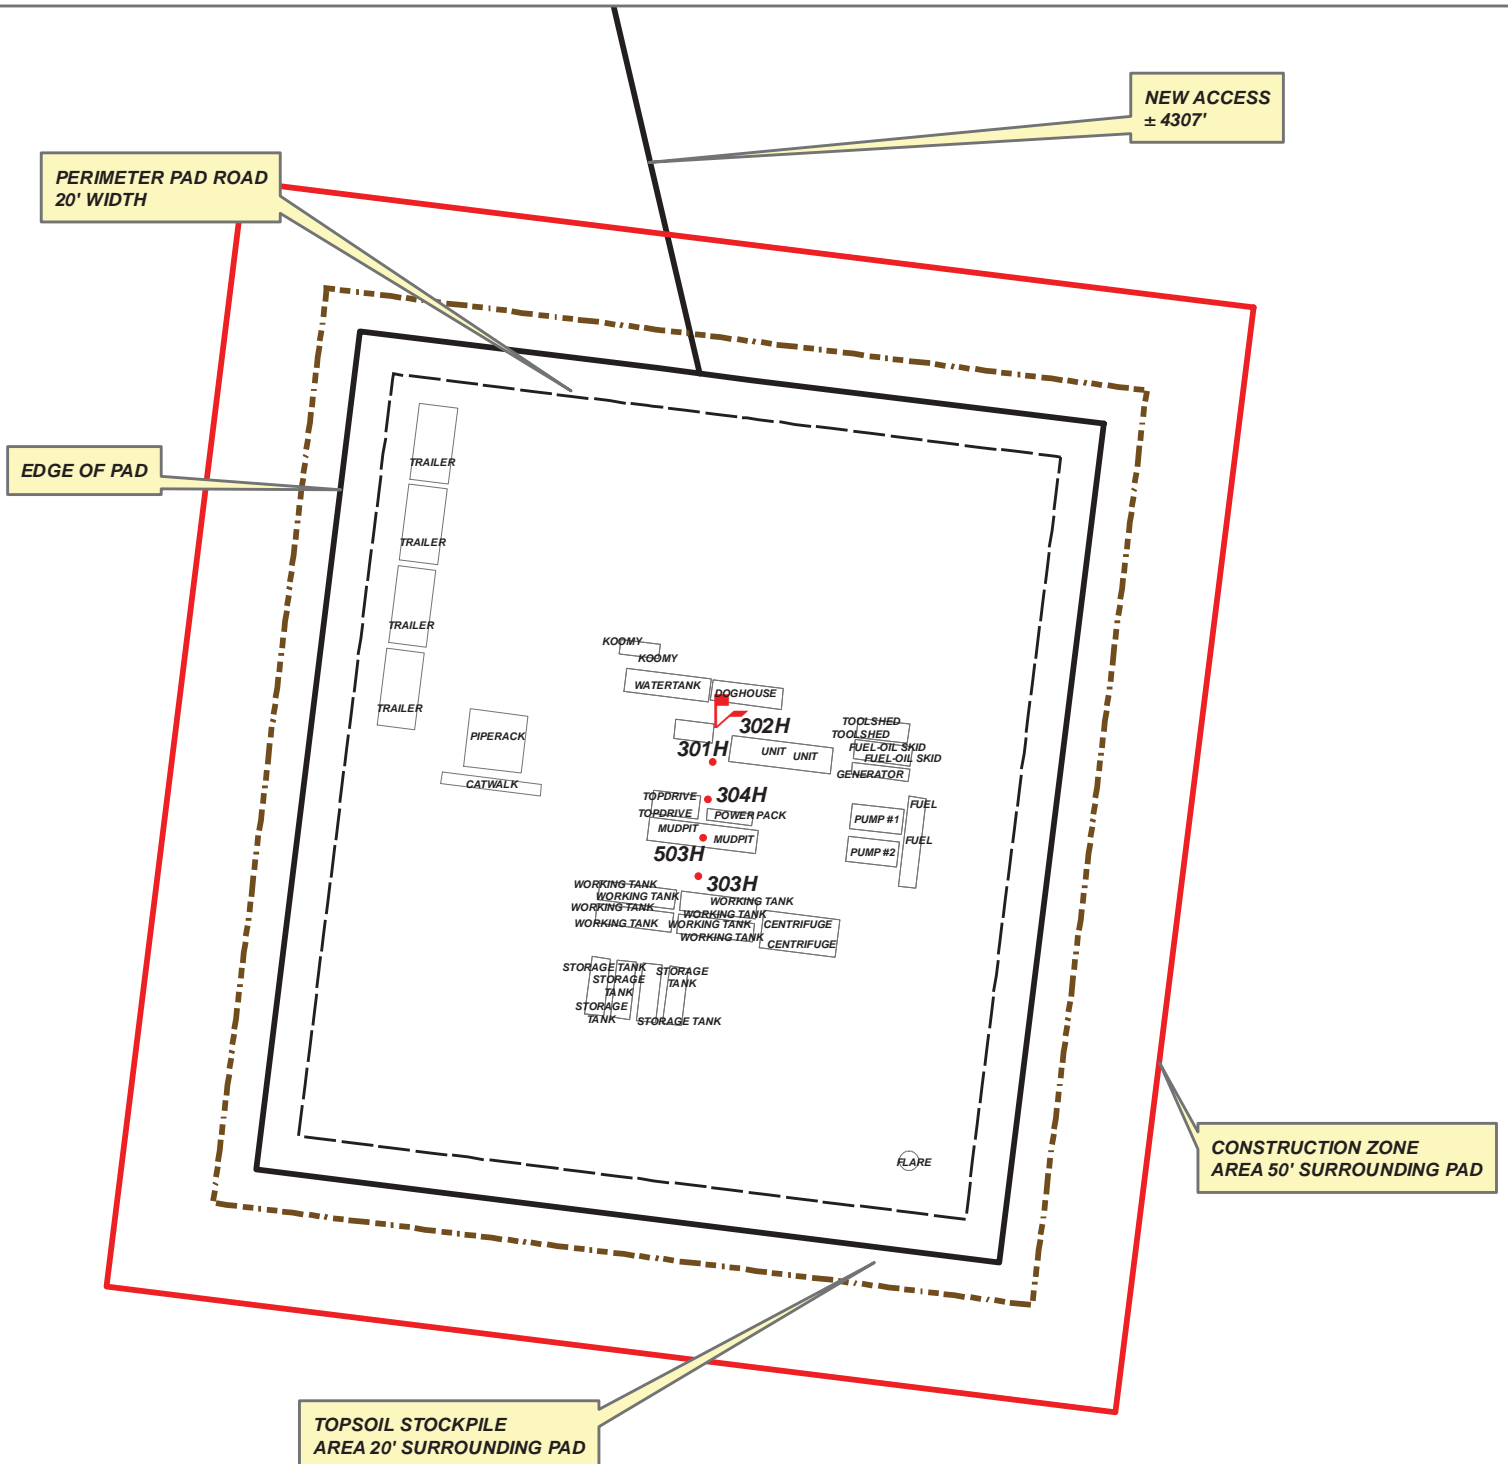 NEW ACCESS
± 4307'
PERIMETER PAD ROAD
20' WIDTH
EDGE OF PAD
TRAILER
TRAILER
TRAILER
TRAILER
PIPERACK
CATWALK
KOOMY
KOOMY
WATERTANK
DOGHOUSE
302H
301H
UNIT
UNIT
TOOLSHED
TOOLSHED
FUEL-OIL SKID
FUEL-OIL SKID
GENERATOR
TOPDRIVE
304H
TOPDRIVE
POWER PACK
MUDPIT
MUDPIT
FUEL
PUMP #1
FUEL
PUMP #2
503H
303H
WORKING TANK
WORKING TANK
WORKING TANK
WORKING TANK
WORKING TANK
WORKING TANK
WORKING TANK
WORKING TANK
CENTRIFUGE
CENTRIFUGE
STORAGE TANK
STORAGE
TANK
STORAGE
TANK
STORAGE
TANK
STORAGE TANK
FLARE
CONSTRUCTION ZONE
AREA 50' SURROUNDING PAD
TOPSOIL STOCKPILE
AREA 20' SURROUNDING PAD